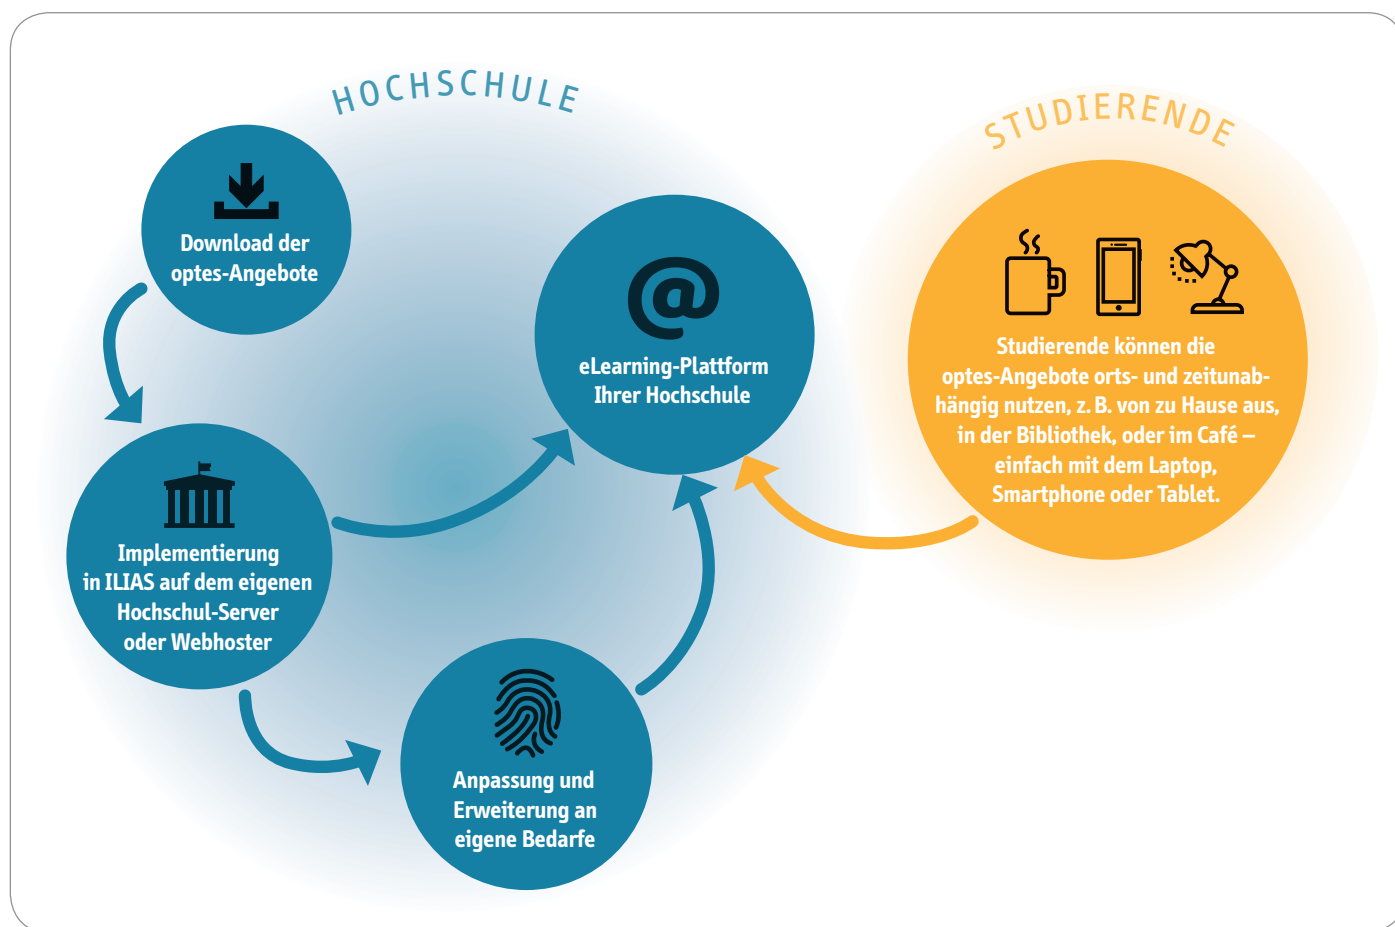 HOCHSCHULE
Download der
optes-Angebote
Implementierung
in ILIAS auf dem eigenen
Hochschul-Server
oder Webhoster
Anpassung und
Erweiterung an
eigene Bedarfe
@
eLearning-Plattform
Ihrer Hochschule
STUDIERENDE
Studierende können die
optes-Angebote orts- und zeitunab-
hängig nutzen, z. B. von zu Hause aus,
in der Bibliothek, oder im Café –
einfach mit dem Laptop,
Smartphone oder Tablet.